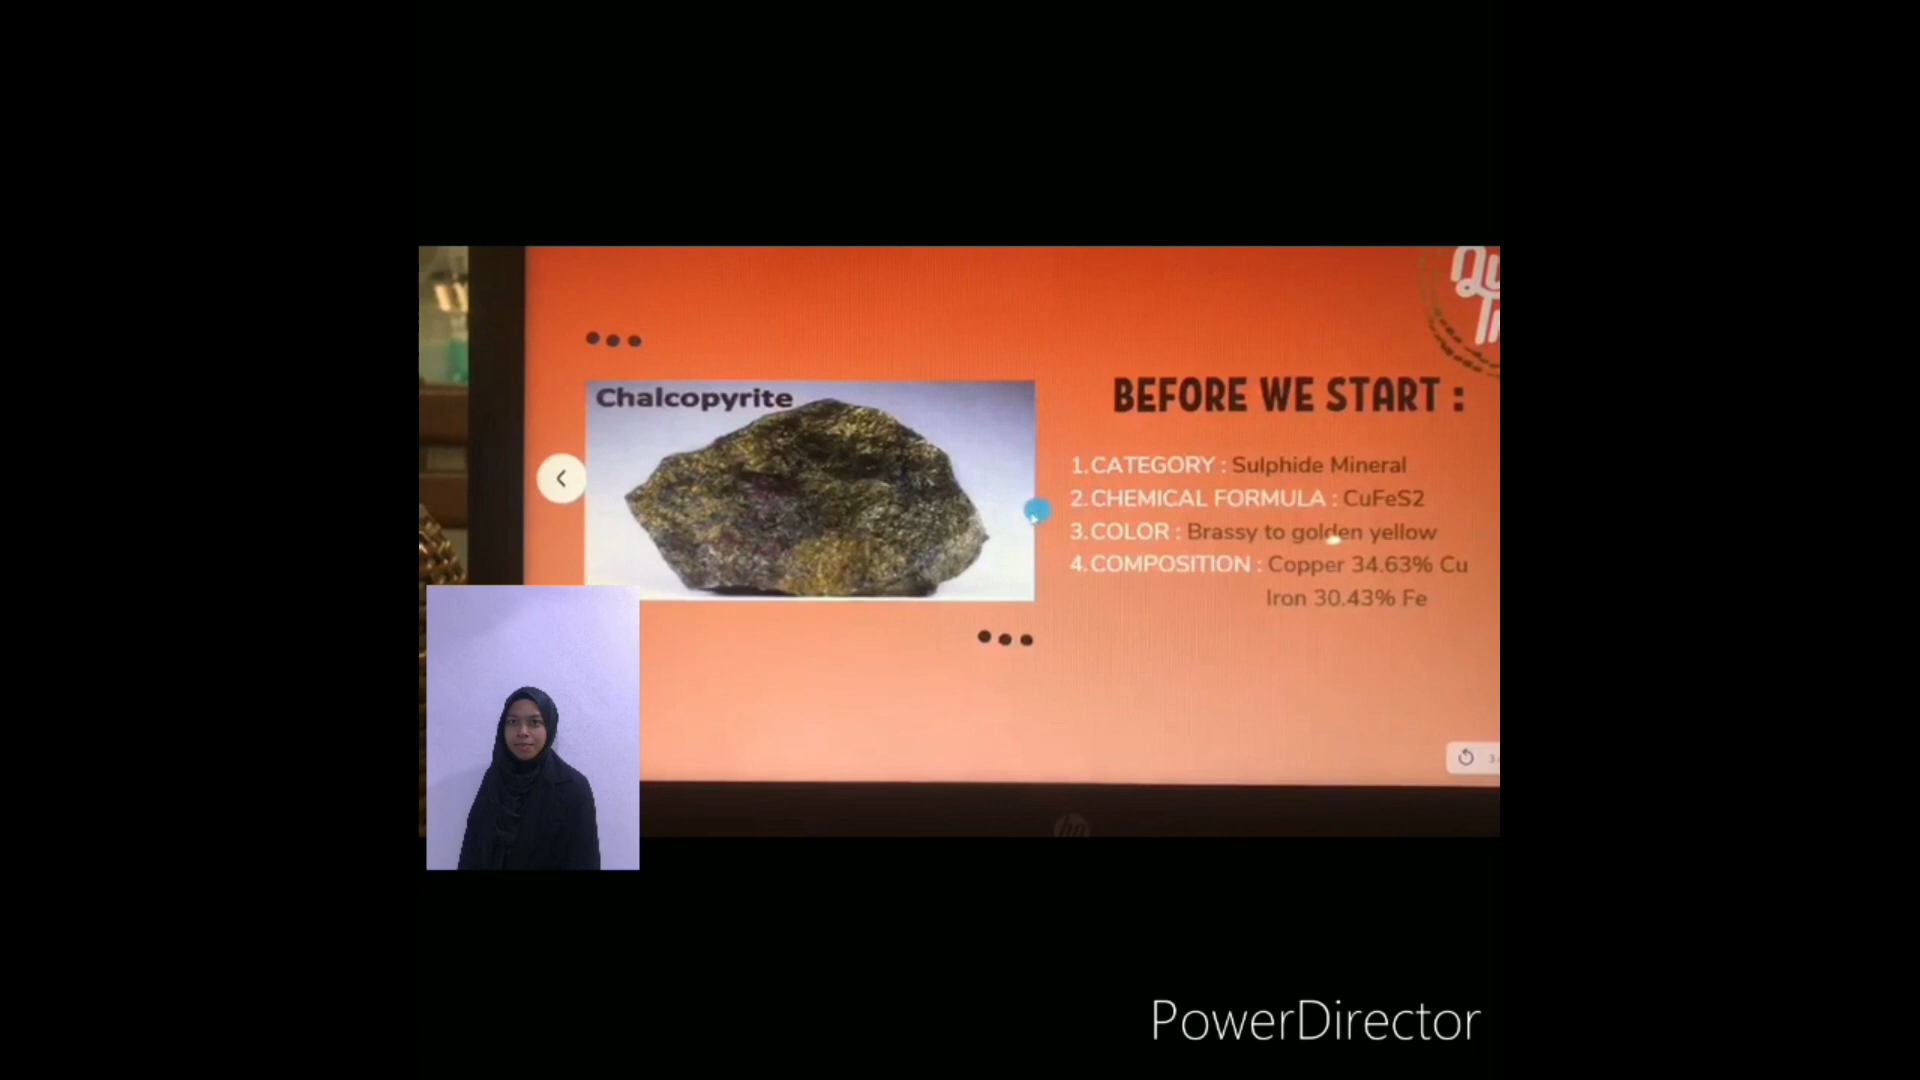 Chalcopyrite
BEFORE WE START :
1.CATEGORY : Sulphide Mineral
2.CHEMICAL FORMULA : CuFeS2
3.COLOR : Brassy to golden yellow
4.COMPOSITION : Copper 34.63% Cu
Iron 30.43% Fe
hp
PowerDirector